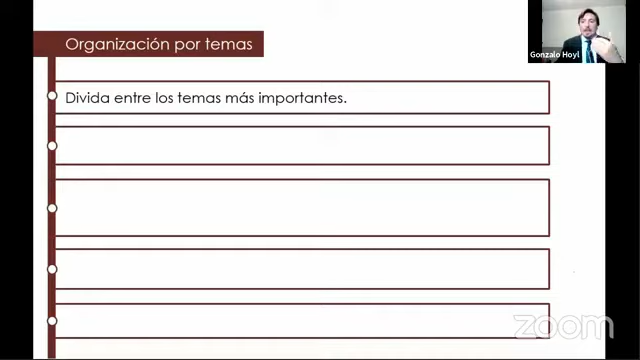 Organización por temas
Gonzalo Hoyl
Divida entre los temas más importantes.
zoom